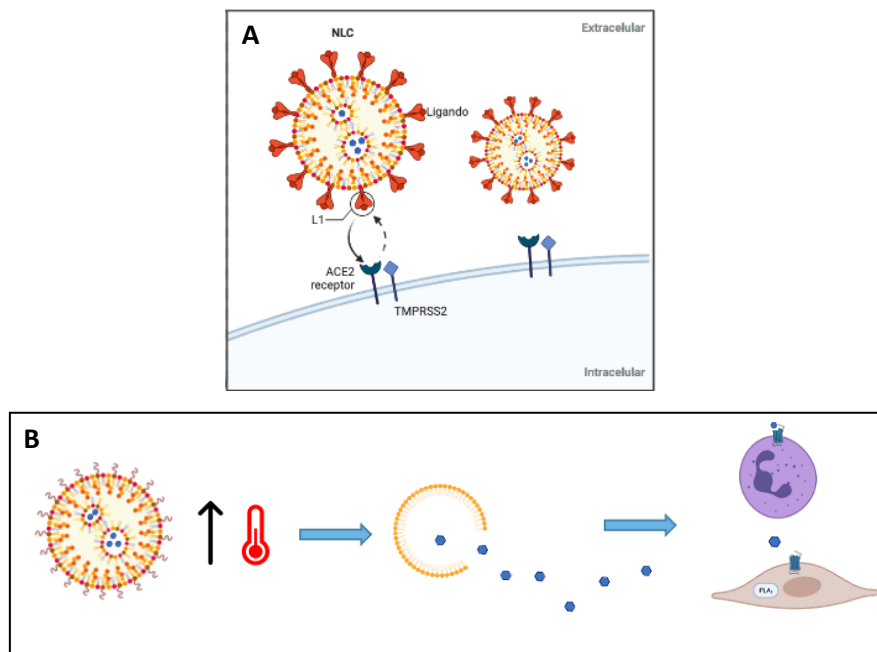 A
NLC
Extracelular
Ligando
L1
ACE2
receptor
TMPRSS2
Intracelular
B
PLA₂